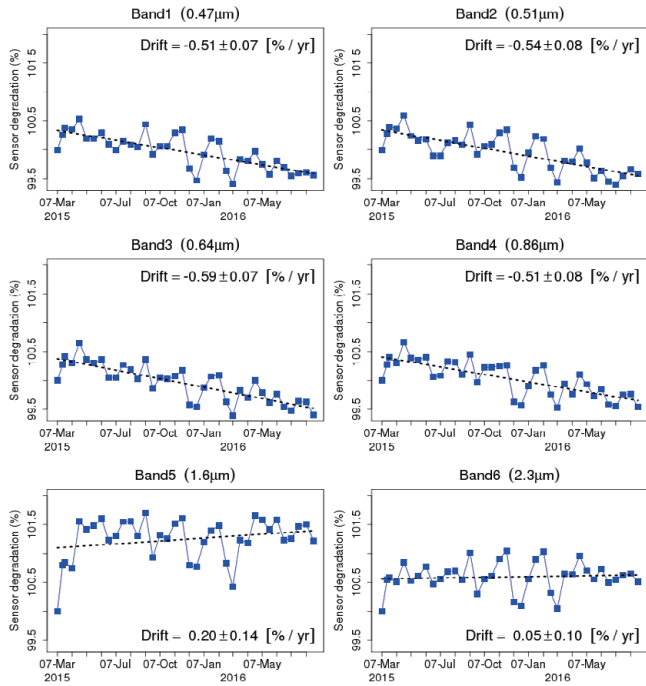 Band1 (0.47μm)
Drift = -0.51±0.07 [% / yr]
Sensor degradation (%)
101.5
100.5
99.5
07-Mar 07-Jul 07-Oct 07-Jan 07-May
2015 2016
Band2 (0.51μm)
Drift = -0.54±0.08 [% / yr]
Sensor degradation (%)
101.5
100.5
99.5
07-Mar 07-Jul 07-Oct 07-Jan 07-May
2015 2016
Band3 (0.64μm)
Drift = -0.59±0.07 [% / yr]
Sensor degradation (%)
101.5
100.5
99.5
07-Mar 07-Jul 07-Oct 07-Jan 07-May
2015 2016
Band4 (0.86μm)
Drift = -0.51±0.08 [% / yr]
Sensor degradation (%)
101.5
100.5
99.5
07-Mar 07-Jul 07-Oct 07-Jan 07-May
2015 2016
Band5 (1.6μm)
Sensor degradation (%)
101.5
100.5
99.5
Drift = 0.20±0.14 [% / yr]
07-Mar 07-Jul 07-Oct 07-Jan 07-May
2015 2016
Band6 (2.3μm)
Sensor degradation (%)
101.5
100.5
99.5
Drift = 0.05±0.10 [% / yr]
07-Mar 07-Jul 07-Oct 07-Jan 07-May
2015 2016